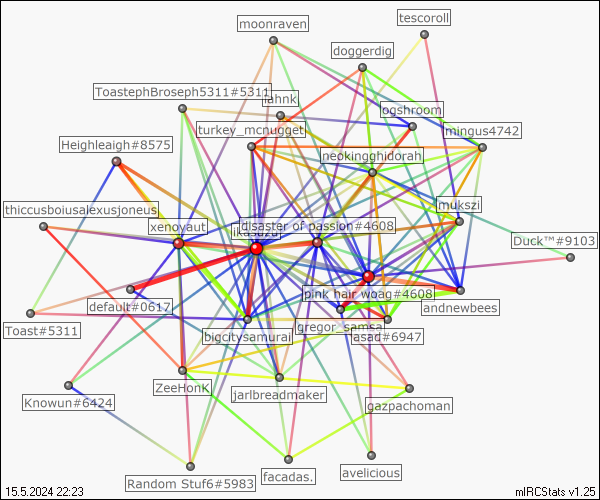 moonraven
tescoroll
doggerdig
ToastephBroseph5311#5311
iahnk
ogshroom
turkey_mcnugget
mingus4742
Heighleaigh#8575
neokingghidorah
thiccusboiusalexusjoneus
mukszi
xenovaut
disaster of passion#4608
Duck™#9103
pink hair woag#4608
default#0617
andnewbees
Toast#5311
bigcitysamurai
gregor_samsa
asad#6947
ZeeHonK
jarlbreadmaker
gazpachoman
Knowun#6424
Random Stuf6#5983
facadas.
avelicious
15.5.2024 22:23
mIRCStats v1.25